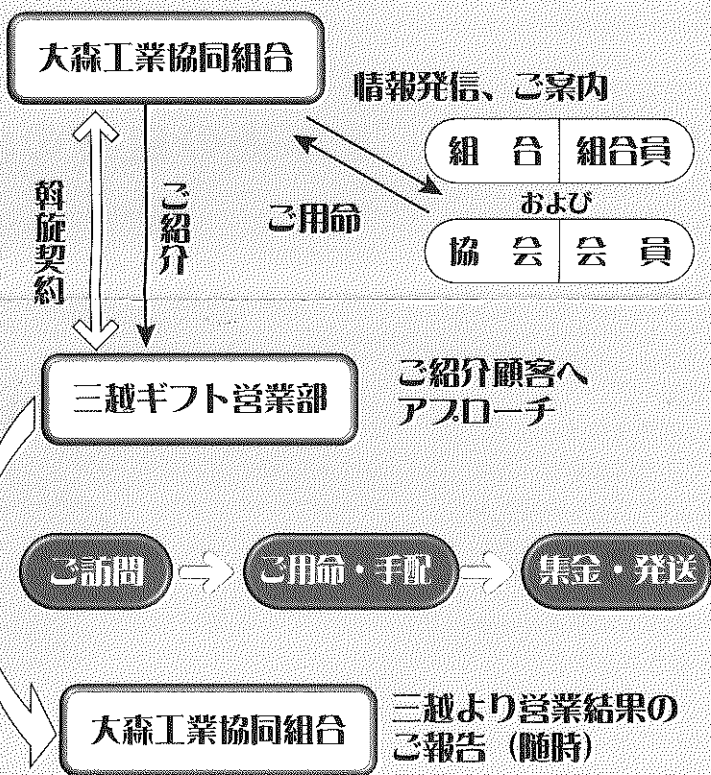 大森工業協同組合
情報発信、ご案内
組合 組合員
および
協会 会員
ご用命
ご紹介
斡旋契約
三越ギフト営業部
ご紹介顧客へ
アプローチ
ご訪問
ご用命・手配
集金・発送
大森工業協同組合
三越より営業結果の
ご報告（随時）